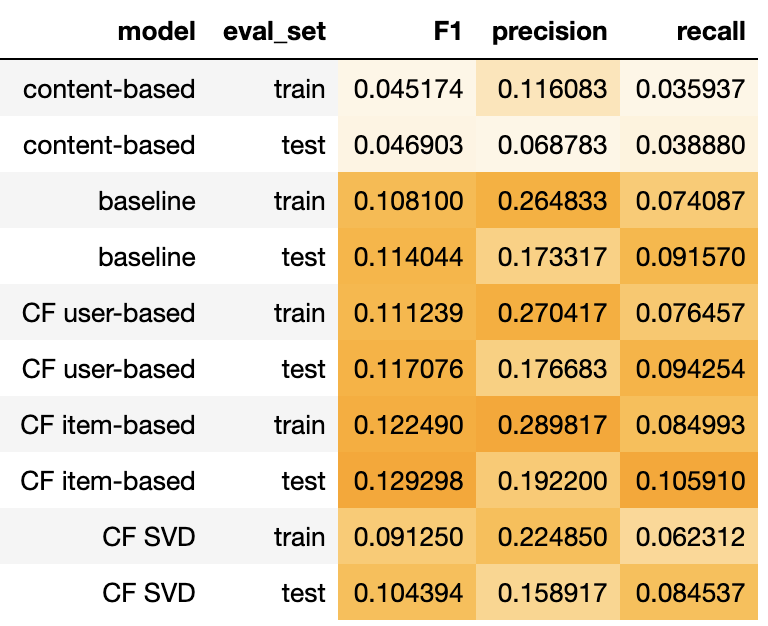 model eval_set F1 precision recall
content-based train 0.045174 0.116083 0.035937
content-based test 0.046903 0.068783 0.038880
baseline train 0.108100 0.264833 0.074087
baseline test 0.114044 0.173317 0.091570
CF user-based train 0.111239 0.270417 0.076457
CF user-based test 0.117076 0.176683 0.094254
CF item-based train 0.122490 0.289817 0.084993
CF item-based test 0.129298 0.192200 0.105910
CF SVD train 0.091250 0.224850 0.062312
CF SVD test 0.104394 0.158917 0.084537